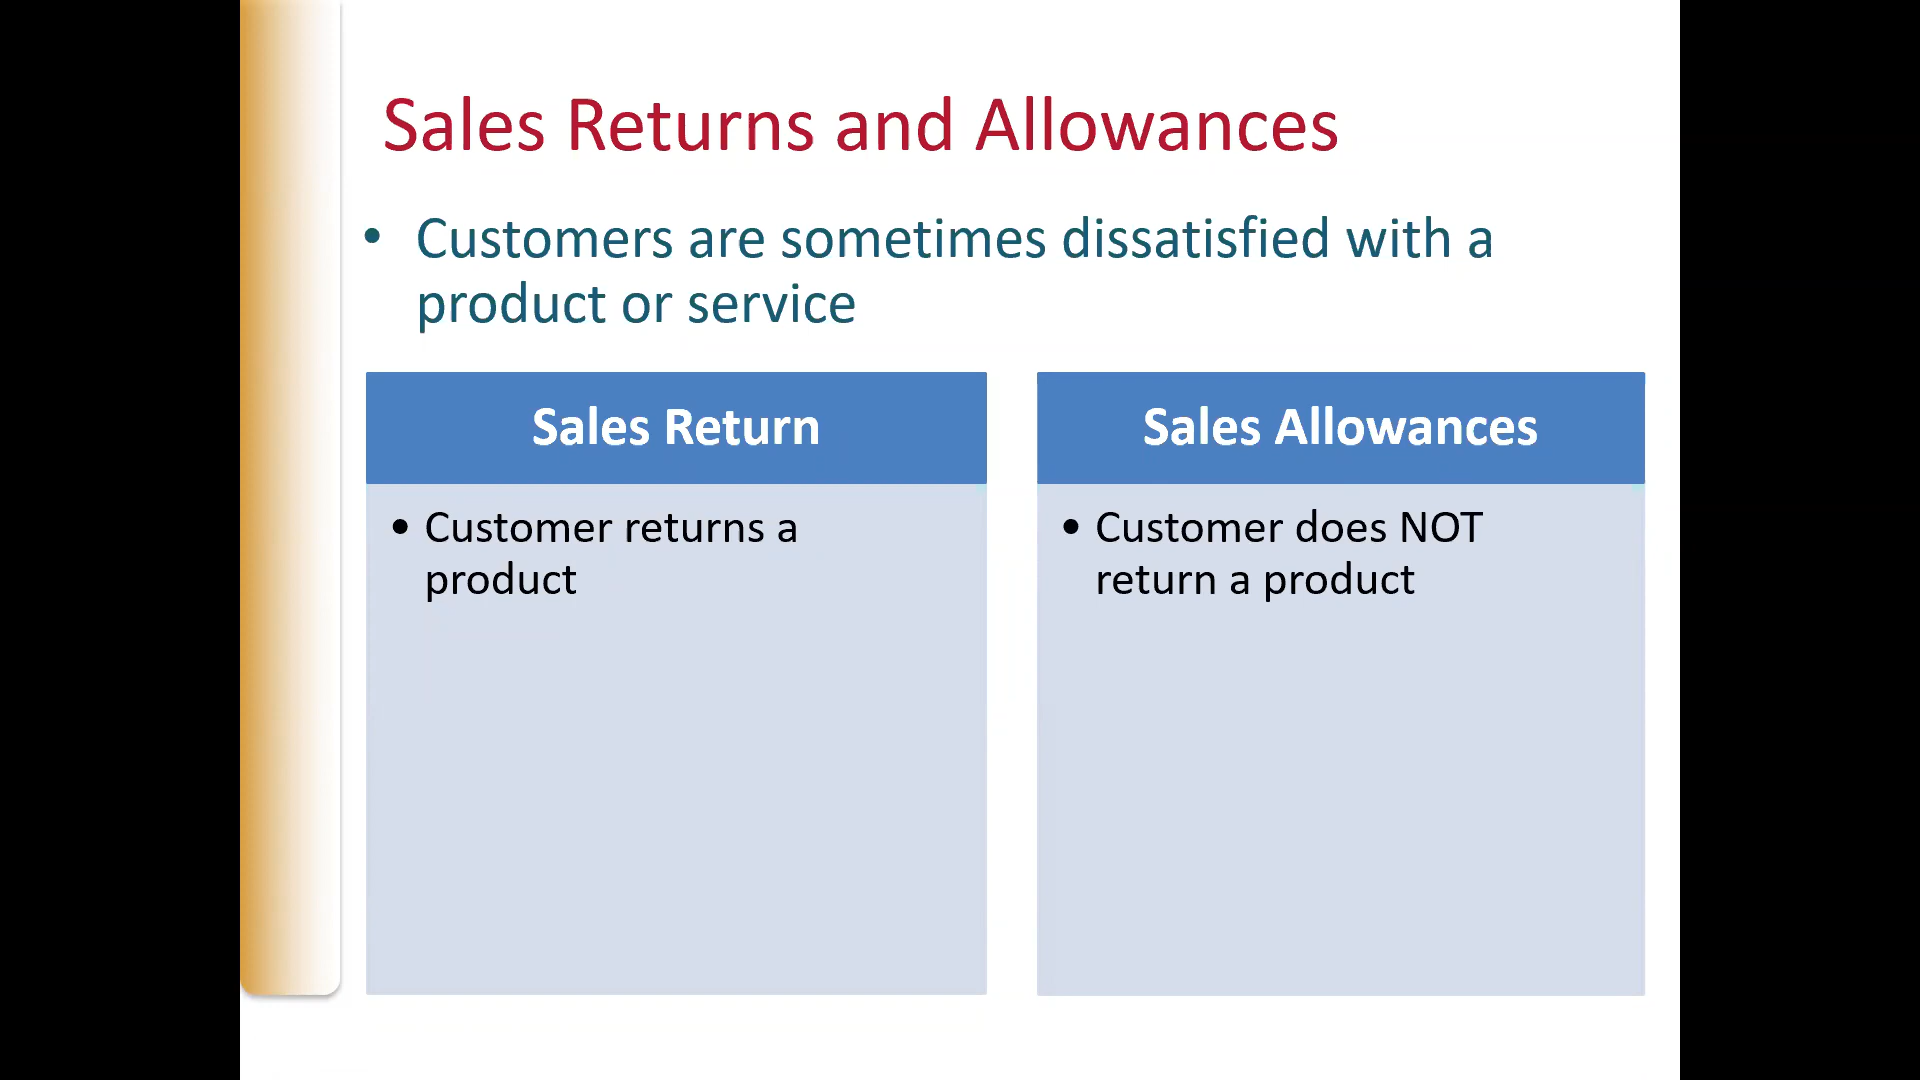 Sales Returns and Allowances
• Customers are sometimes dissatisfied with a
product or service
Sales Return
• Customer returns a
product
Sales Allowances
• Customer does NOT
return a product